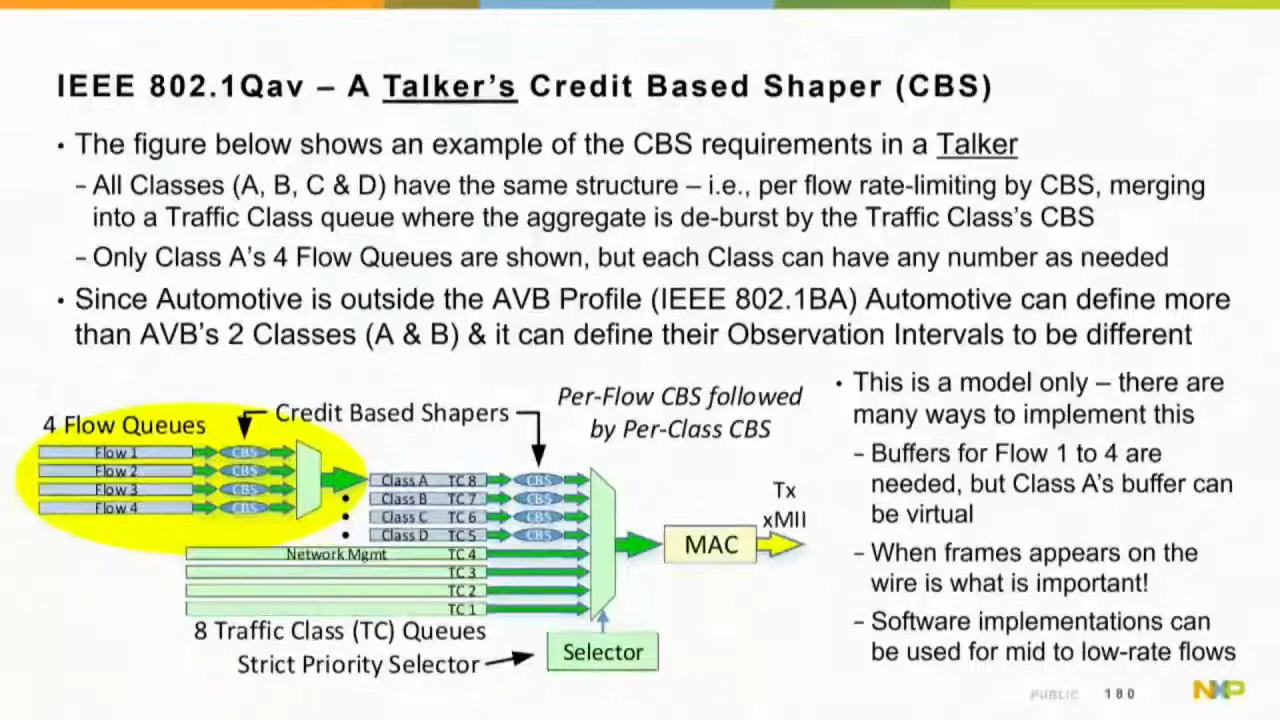 IEEE 802.1Qav – A Talker's Credit Based Shaper (CBS)
• The figure below shows an example of the CBS requirements in a Talker
– All Classes (A, B, C & D) have the same structure – i.e., per flow rate-limiting by CBS, merging
into a Traffic Class queue where the aggregate is de-burst by the Traffic Class's CBS
– Only Class A's 4 Flow Queues are shown, but each Class can have any number as needed
• Since Automotive is outside the AVB Profile (IEEE 802.1BA) Automotive can define more
than AVB's 2 Classes (A & B) & it can define their Observation Intervals to be different
4 Flow Queues
Credit Based Shapers
Per-Flow CBS followed
by Per-Class CBS
Flow 1 CBS
Flow 2 CBS
Flow 3 CBS
Flow 4 CBS
Class A TC 8 CBS
Class B TC 7 CBS
Class C TC 6 CBS
Class D TC 5 CBS
Network Mgmt TC 4
TC 3
TC 2
TC 1
MAC
Tx
xMII
8 Traffic Class (TC) Queues
Strict Priority Selector
Selector
• This is a model only – there are
many ways to implement this
– Buffers for Flow 1 to 4 are
needed, but Class A's buffer can
be virtual
– When frames appears on the
wire is what is important!
– Software implementations can
be used for mid to low-rate flows
PUBLIC 180
NXP